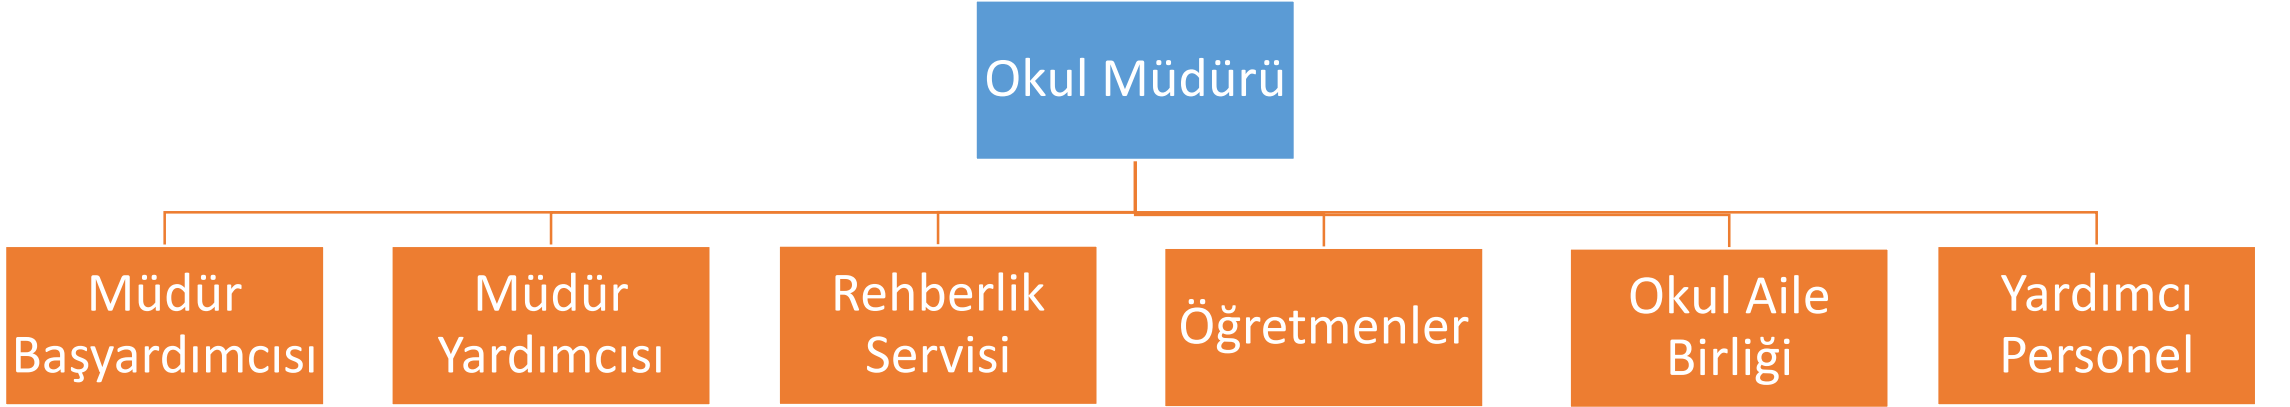 Okul Müdürü
Müdür
Başyardımcısı
Müdür
Yardımcısı
Rehberlik
Servisi
Öğretmenler
Okul Aile
Birliği
Yardımcı
Personel